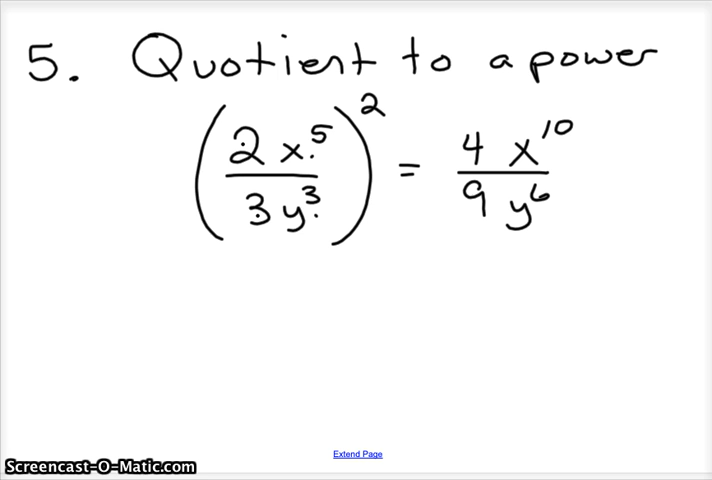 5. Quotient to a power
(2x^5/3y^3)^2 = 4x^10/9y^6
Extend Page
Screencast-O-Matic.com